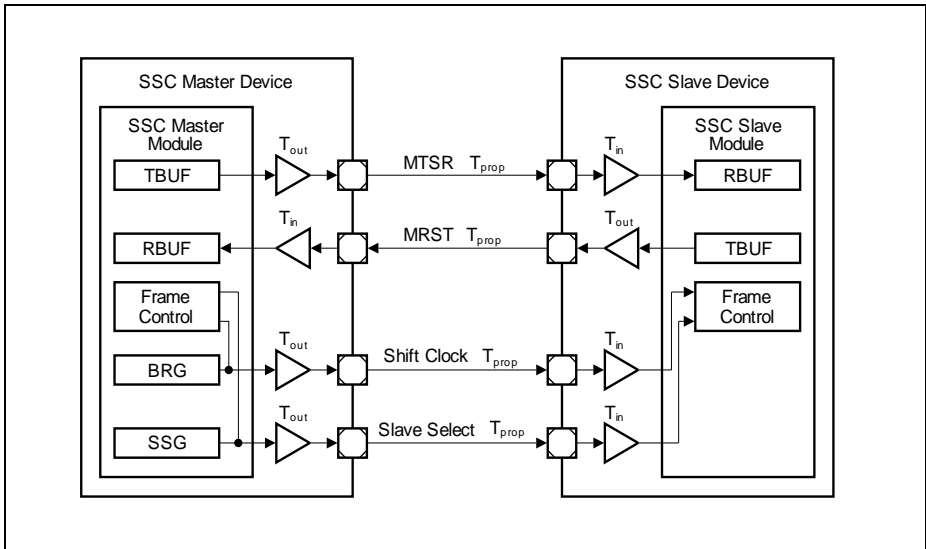 SSC Master Device
SSC Slave Device
SSC Master
Module
SSC Slave
Module
Tout
Tin
TBUF
MTSR Tprop
RBUF
Tin
Tout
RBUF
MRST Tprop
TBUF
Frame
Control
Frame
Control
Tout
Tin
BRG
Shift Clock Tprop
Tout
Tin
SSG
Slave Select Tprop